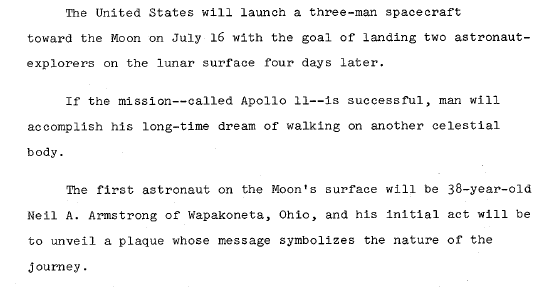 The United States will launch a three-man spacecraft
toward the Moon on July 16 with the goal of landing two astronaut-
explorers on the lunar surface four days later.
If the mission--called Apollo ll--is successful, man will
accomplish his long-time dream of walking on another celestial
body.
The first astronaut on the Moon's surface will be 38-year-old
Neil A. Armstrong of Wapakoneta, Ohio, and his initial act will be
to unveil a plaque whose message symbolizes the nature of the
journey.